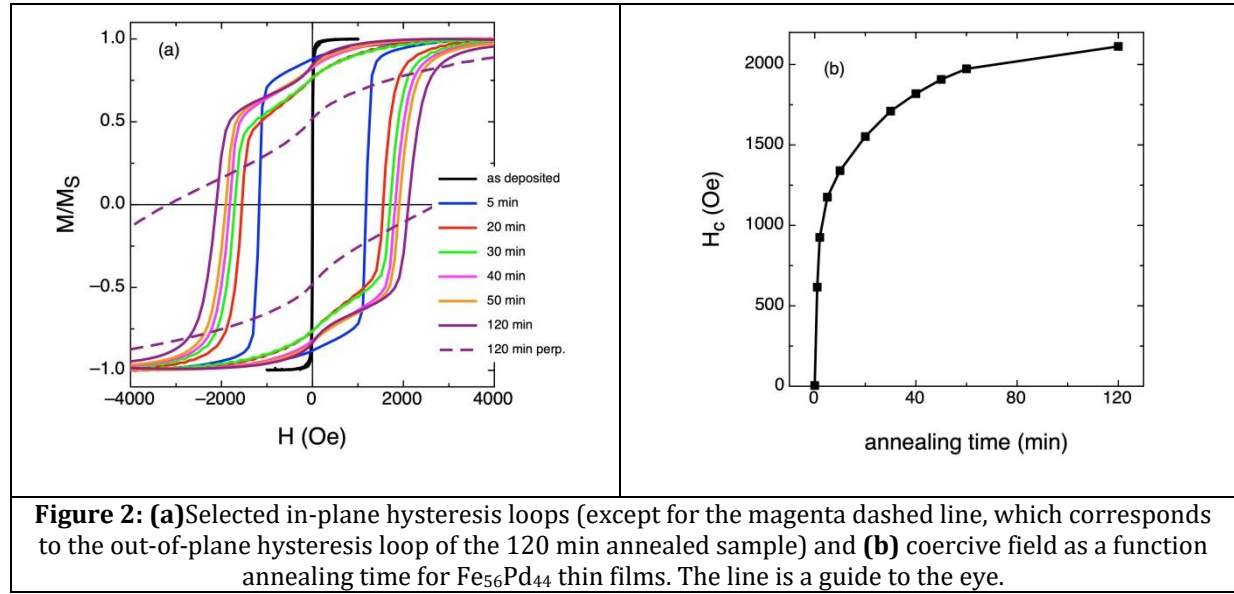 (a)
1.0
0.5
0.0
−0.5
−1.0
M/MS
−4000 −2000 0 2000 4000
H (Oe)
as deposited
5 min
20 min
30 min
40 min
50 min
120 min
120 min perp.
(b)
2000
1500
1000
500
0
Hc (Oe)
0 40 80 120
annealing time (min)
Figure 2: (a)Selected in-plane hysteresis loops (except for the magenta dashed line, which corresponds
to the out-of-plane hysteresis loop of the 120 min annealed sample) and (b) coercive field as a function
annealing time for Fe₅₆Pd₄₄ thin films. The line is a guide to the eye.